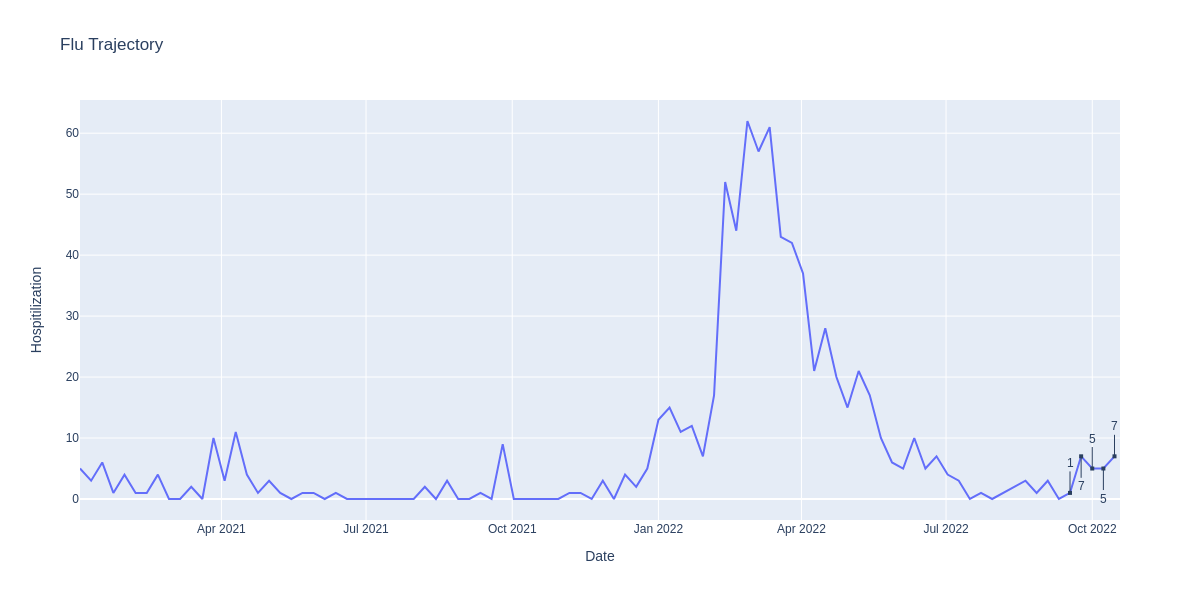 Flu Trajectory
Hospitilization
60
50
40
30
20
10
0
1
7
5
5
7
Apr 2021
Jul 2021
Oct 2021
Jan 2022
Apr 2022
Jul 2022
Oct 2022
Date